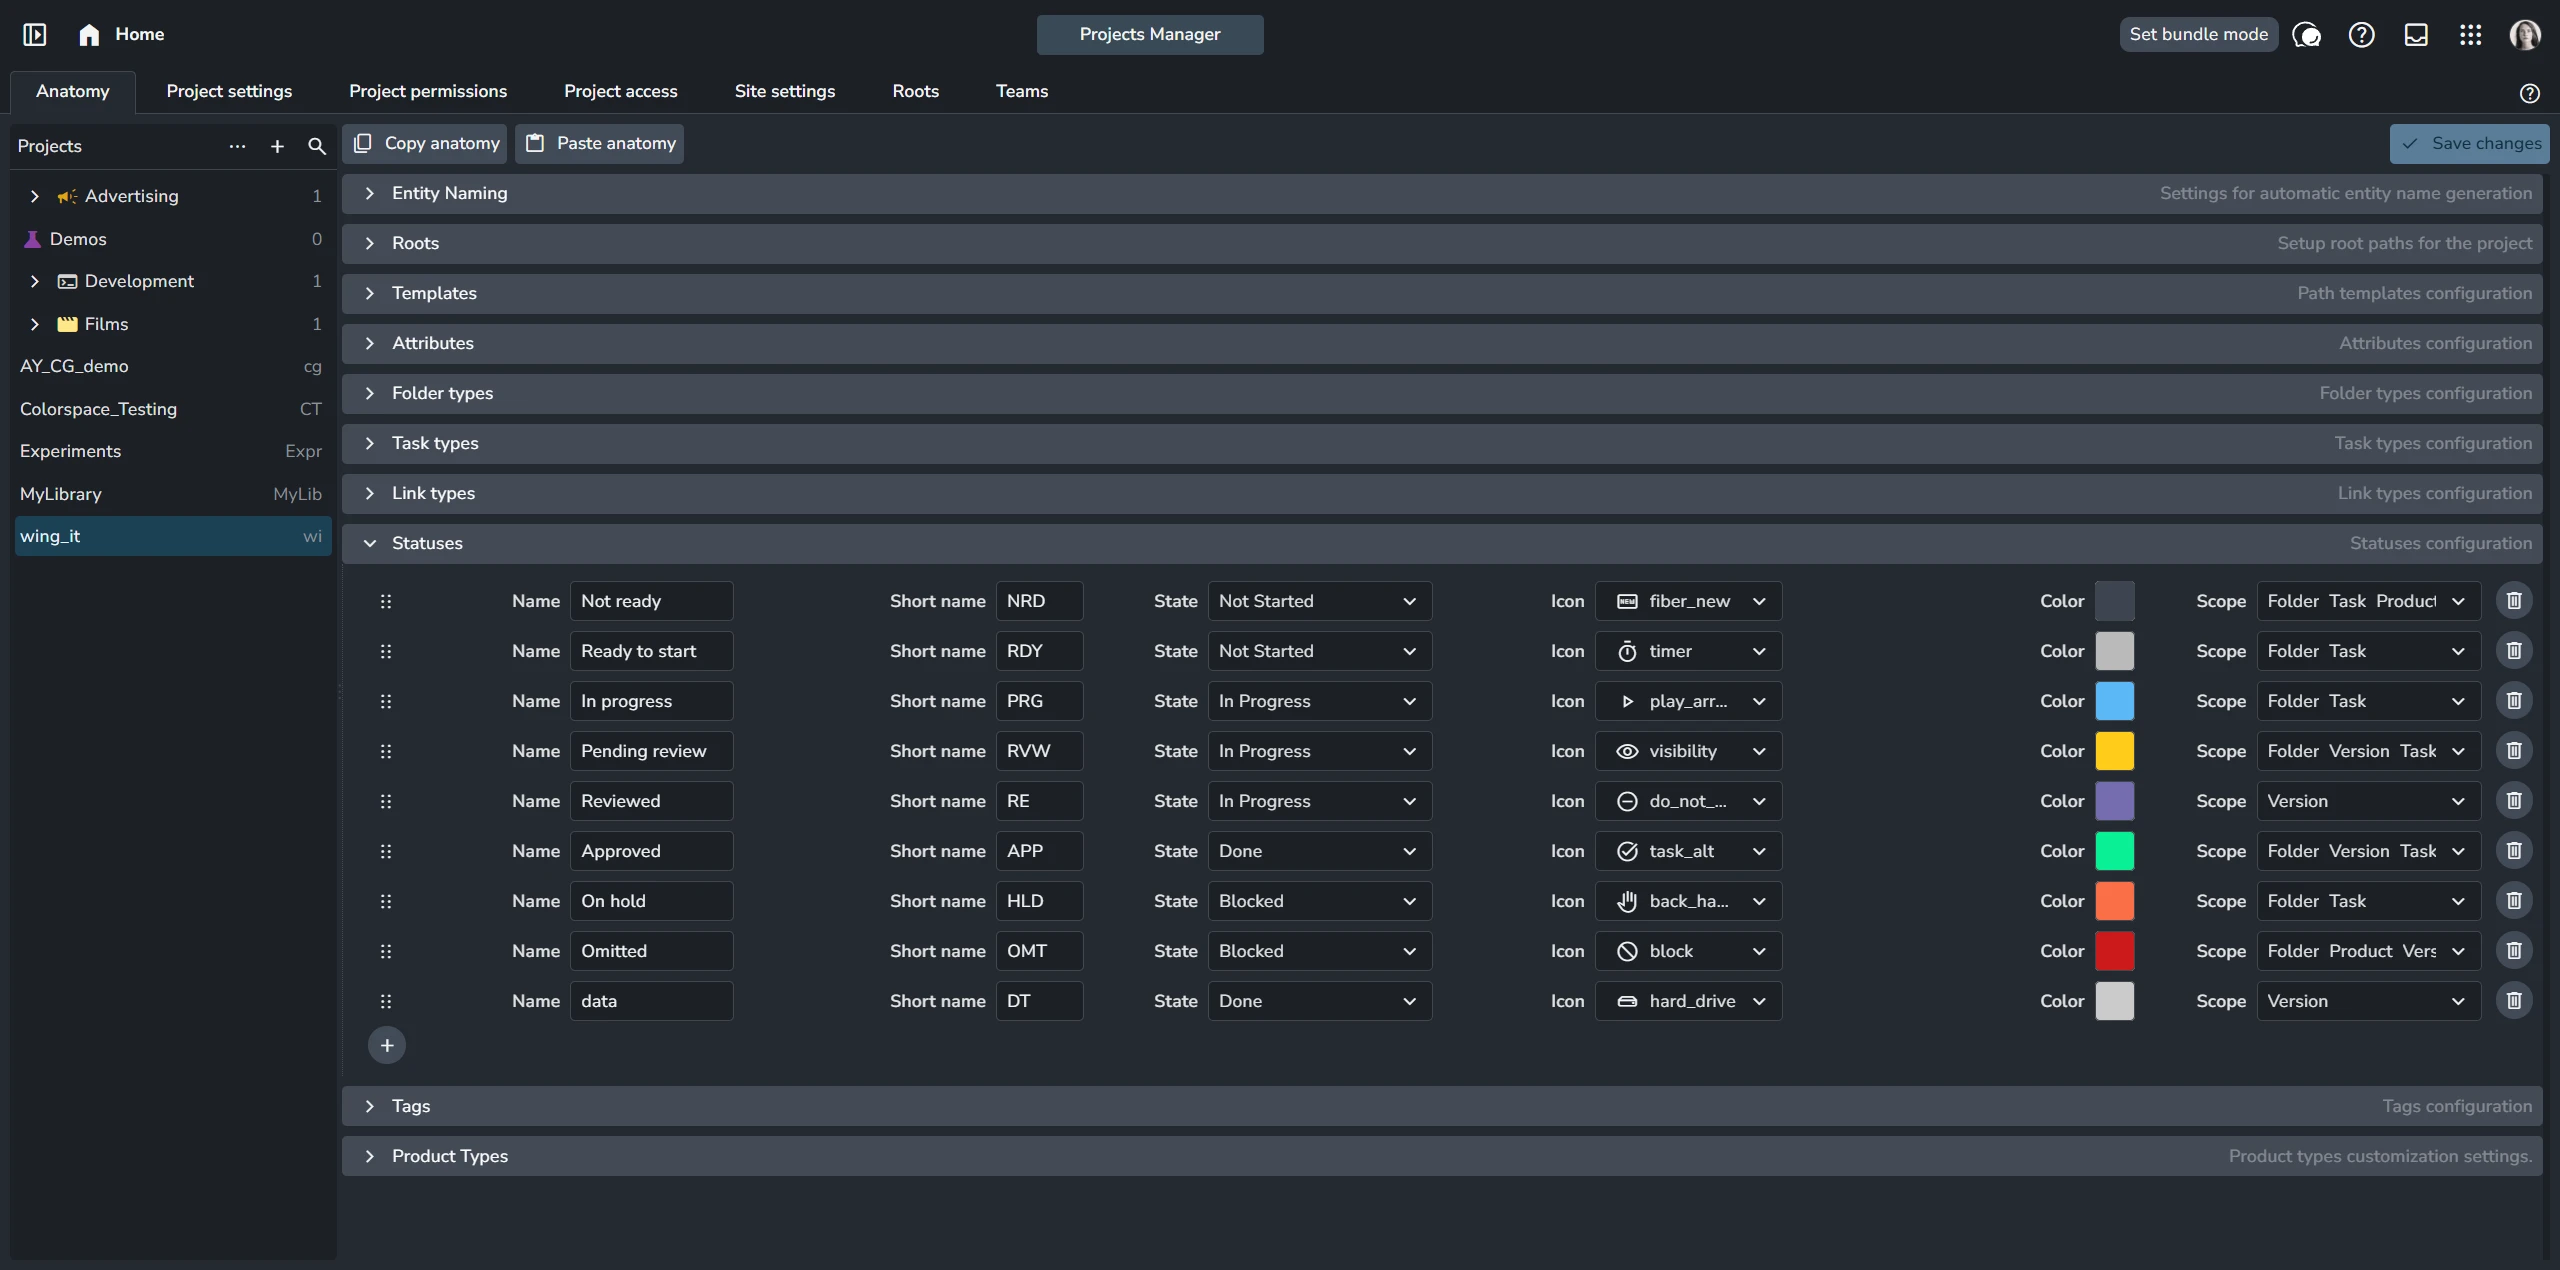 Home
Projects Manager
Set bundle mode
Anatomy Project settings Project permissions Project access Site settings Roots Teams
Projects
Copy anatomy Paste anatomy Save changes
Advertising 1
Demos 0
Development 1
Films 1
AY_CG_demo cg
Colorspace_Testing CT
Experiments Expr
MyLibrary MyLib
wing_it wi
Entity Naming Settings for automatic entity name generation
Roots Setup root paths for the project
Templates Path templates configuration
Attributes Attributes configuration
Folder types Folder types configuration
Task types Task types configuration
Link types Link types configuration
Statuses Statuses configuration
Name Not ready Short name NRD State Not Started Icon fiber_new Color Scope Folder Task Product
Name Ready to start Short name RDY State Not Started Icon timer Color Scope Folder Task
Name In progress Short name PRG State In Progress Icon play_arr... Color Scope Folder Task
Name Pending review Short name RVW State In Progress Icon visibility Color Scope Folder Version Task
Name Reviewed Short name RE State In Progress Icon do_not_... Color Scope Version
Name Approved Short name APP State Done Icon task_alt Color Scope Folder Version Task
Name On hold Short name HLD State Blocked Icon back_ha... Color Scope Folder Task
Name Omitted Short name OMT State Blocked Icon block Color Scope Folder Product Vers
Name data Short name DT State Done Icon hard_drive Color Scope Version
Tags Tags configuration
Product Types Product types customization settings.